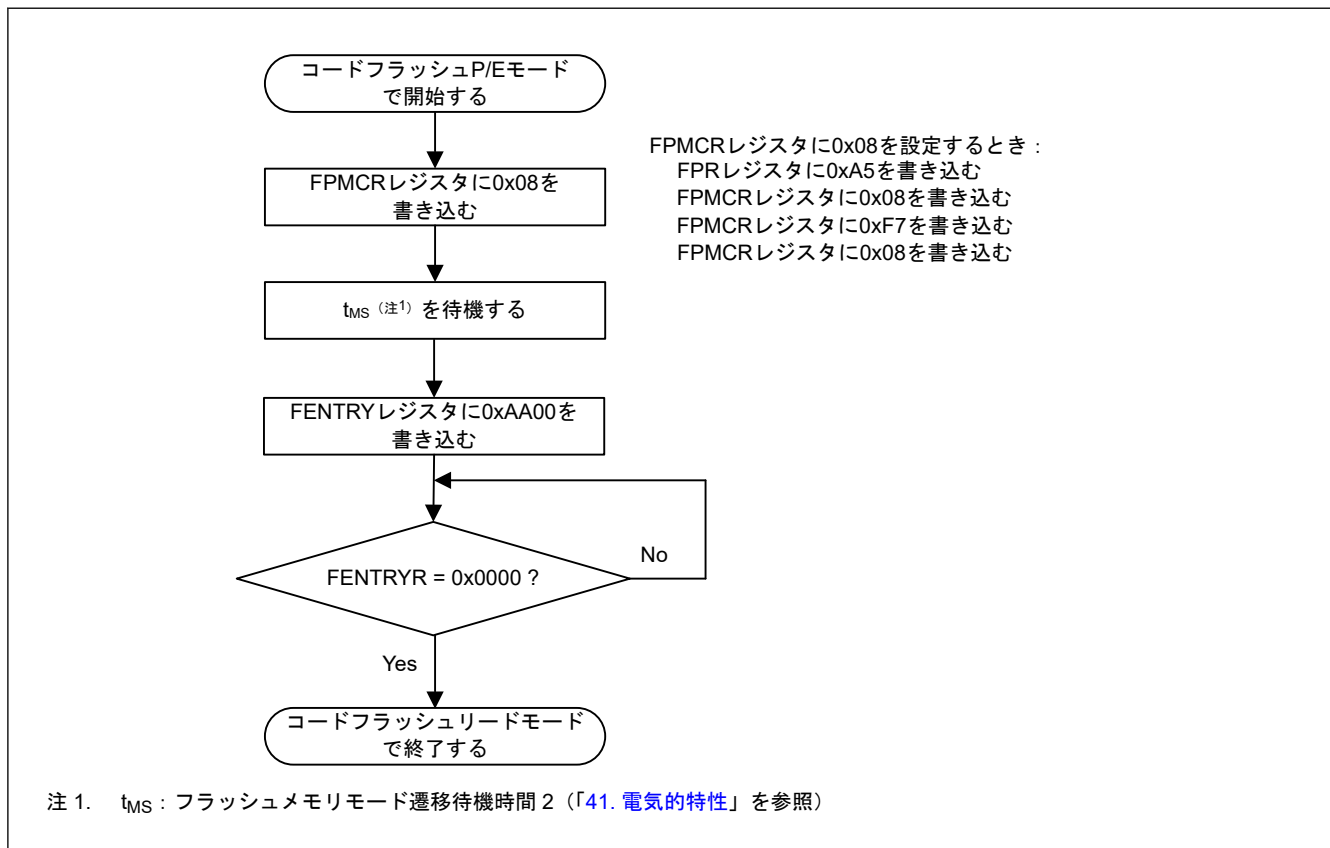 コードフラッシュP/Eモード
で開始する
FPMCRレジスタに0x08を設定するとき：
FPRレジスタに0xA5を書き込む
FPMCRレジスタに0x08を書き込む
FPMCRレジスタに0xF7を書き込む
FPMCRレジスタに0x08を書き込む
FPMCRレジスタに0x08を
書き込む
tMS（注1）を待機する
FENTRYレジスタに0xAA00を
書き込む
FENTRYR = 0x0000 ?
No
Yes
コードフラッシュリードモード
で終了する
注 1. tMS：フラッシュメモリモード遷移待機時間 2（「41. 電気的特性」を参照）